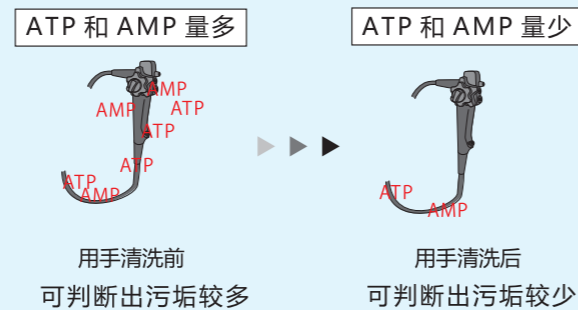 ATP 和 AMP 量多
AMP
AMP
ATP
ATP
ATP
ATP
AMP
用手清洗前
可判断出污垢较多
ATP 和 AMP 量少
ATP
AMP
用手清洗后
可判断出污垢较少